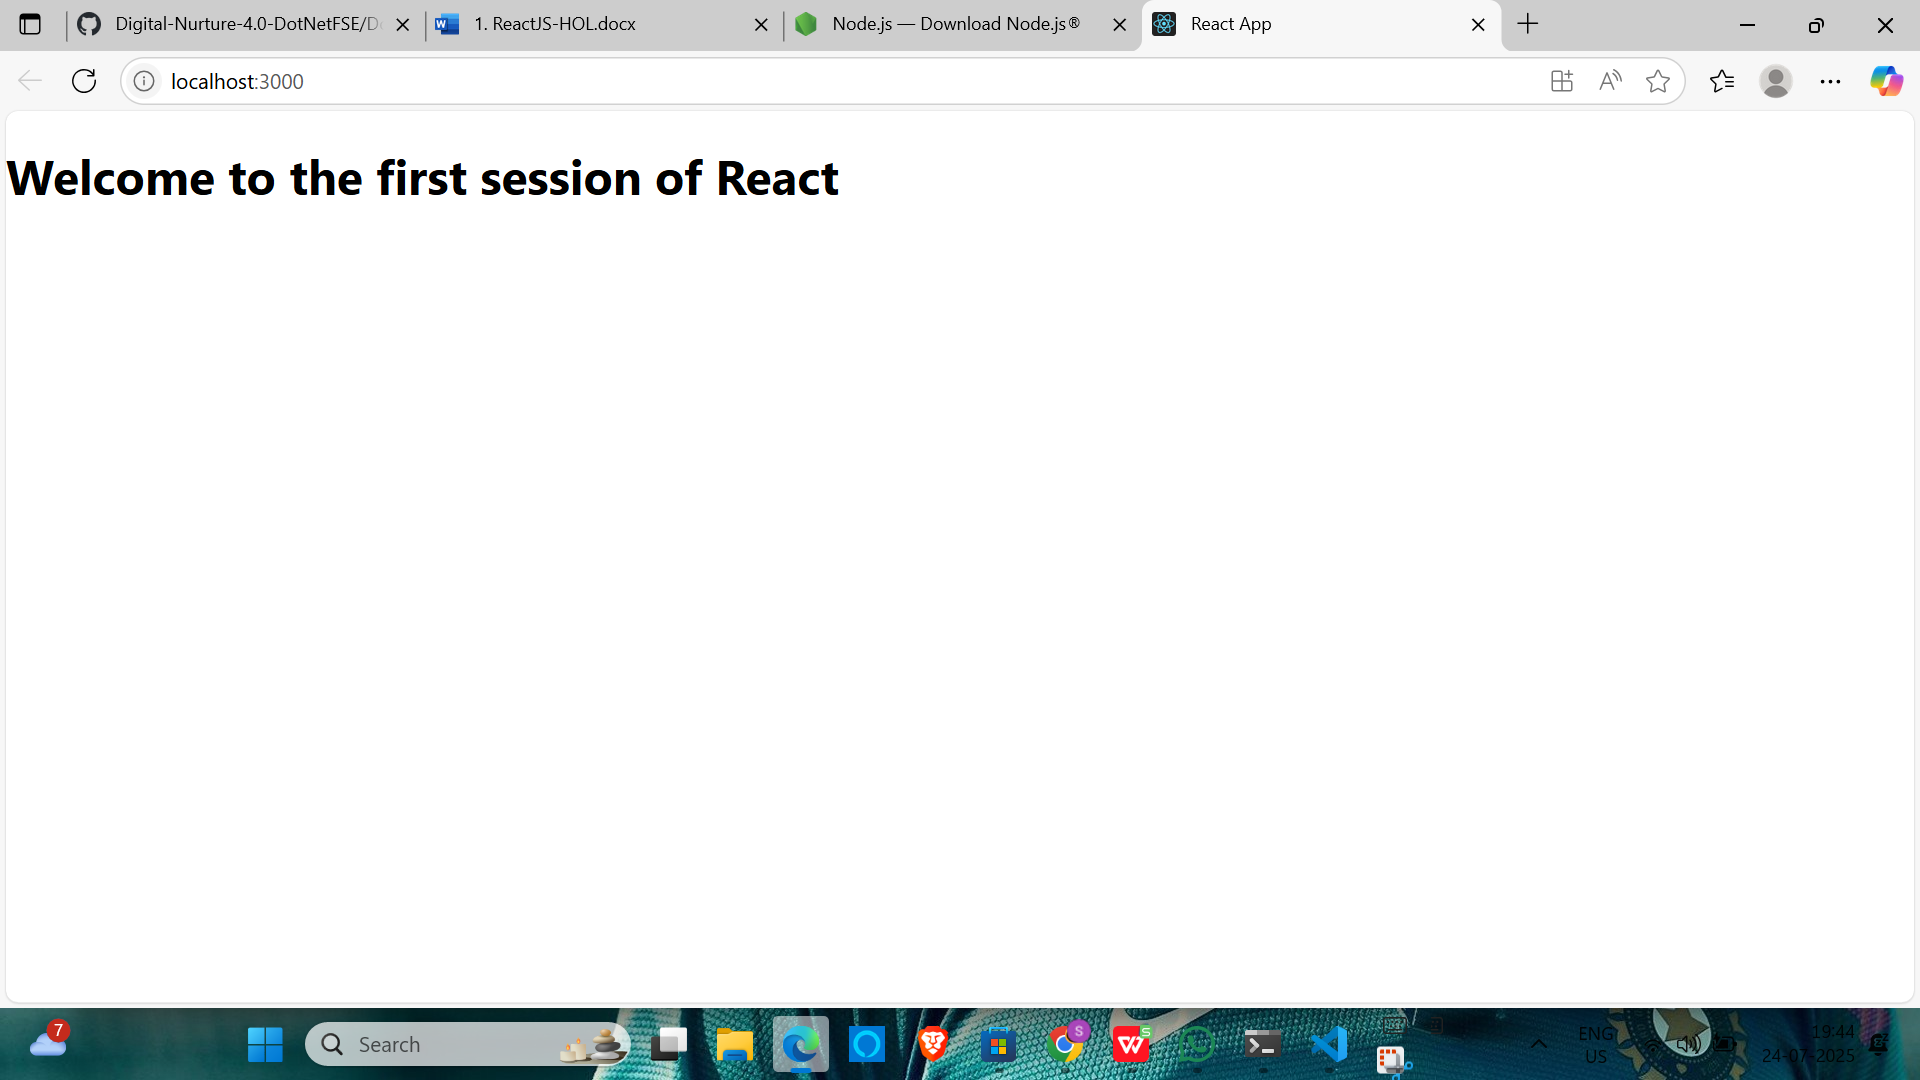 Digital-Nurture-4.0-DotNetFSE/De
1. ReactJS-HOL.docx
Node.js — Download Node.js®
React App
localhost:3000
Welcome to the first session of React
7
Search
S
S
ENG
US
19:44
24-07-2025